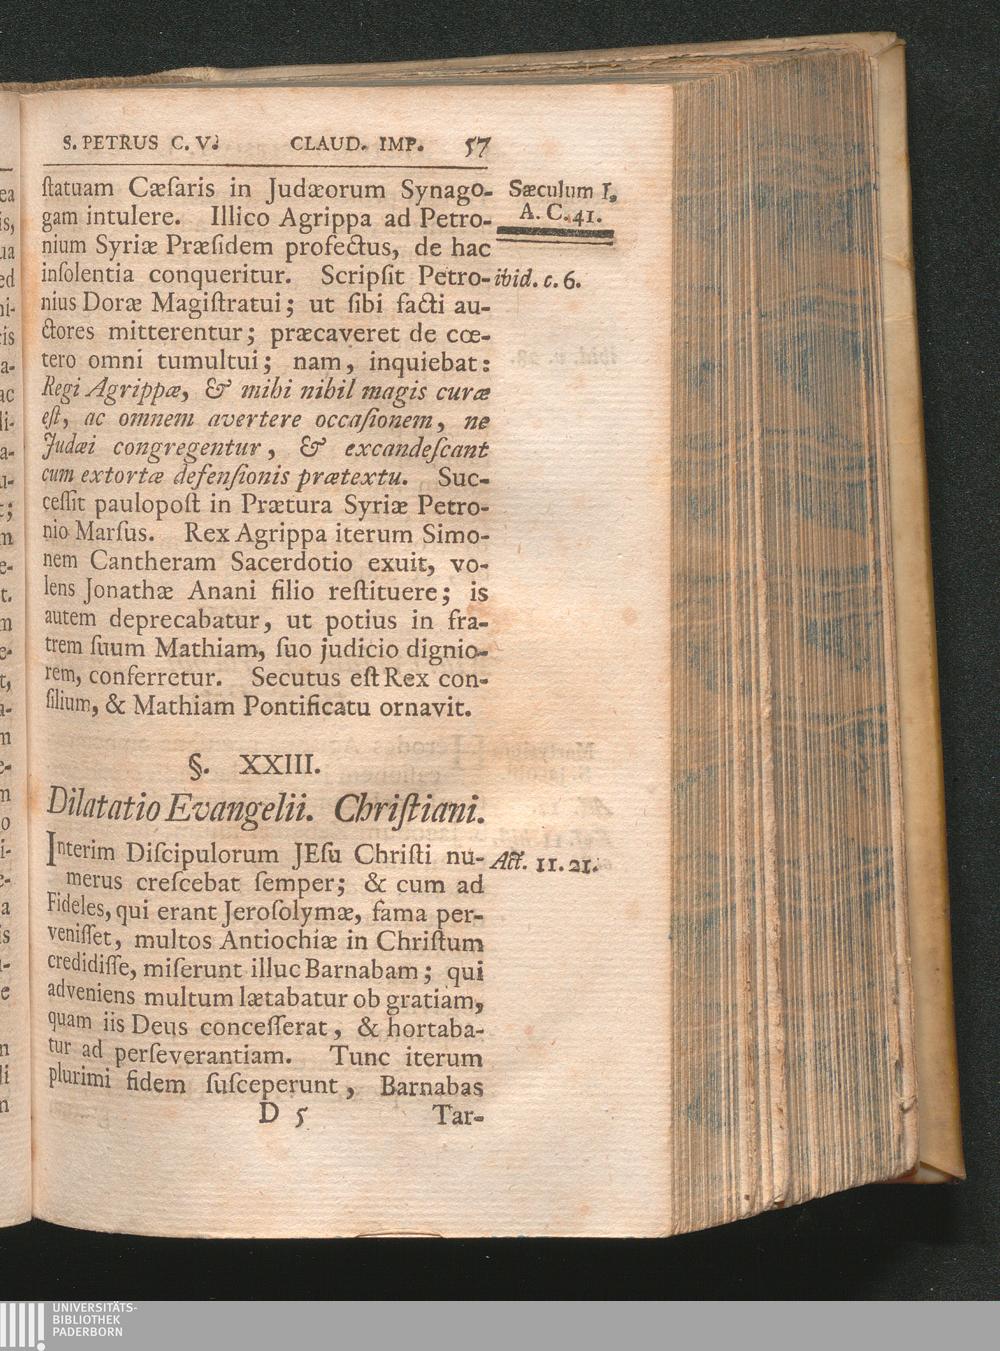 S. PETRUS C. V. CLAUD. IMP. 57
ſtatuam Cæſaris in Judæorum Synago-
gam intulere. Illico Agrippa ad Petro-
nium Syriæ Præſidem profectus, de hac
inſolentia conqueritur. Scripſit Petro-
nius Doræ Magiſtratui; ut ſibi facti au-
ctores mitterentur; præcaveret de cœ-
tero omni tumultui; nam, inquiebat:
Regi Agrippæ, & mihi nihil magis curæ
eſt, ac omnem avertere occaſionem, ne
Judæi congregentur, & excandeſcant
cum extortæ defenſionis prætextu. Suc-
ceſſit paulopoſt in Prætura Syriæ Petro-
nio Marſus. Rex Agrippa iterum Simo-
nem Cantheram Sacerdotio exuit, vo-
lens Jonathæ Anani filio reſtituere; is
autem deprecabatur, ut potius in fra-
trem ſuum Mathiam, ſuo judicio dignio-
rem, conferretur. Secutus eſt Rex con-
ſilium, & Mathiam Pontificatu ornavit.
Sæculum I.
A. C. 41.
ibid. c. 6.
§. XXIII.
Dilatatio Evangelii. Chriſtiani.
Interim Diſcipulorum JEſu Chriſti nu-
merus creſcebat ſemper; & cum ad
Fideles, qui erant Jeroſolymæ, fama per-
veniſſet, multos Antiochiæ in Chriſtum
credidiſſe, miſerunt illuc Barnabam; qui
adveniens multum lætabatur ob gratiam,
quam iis Deus conceſſerat, & hortaba-
tur ad perſeverantiam. Tunc iterum
plurimi fidem ſuſceperunt, Barnabas
Act. 11. 21.
D 5 Tar-
UNIVERSITÄTS-
BIBLIOTHEK
PADERBORN